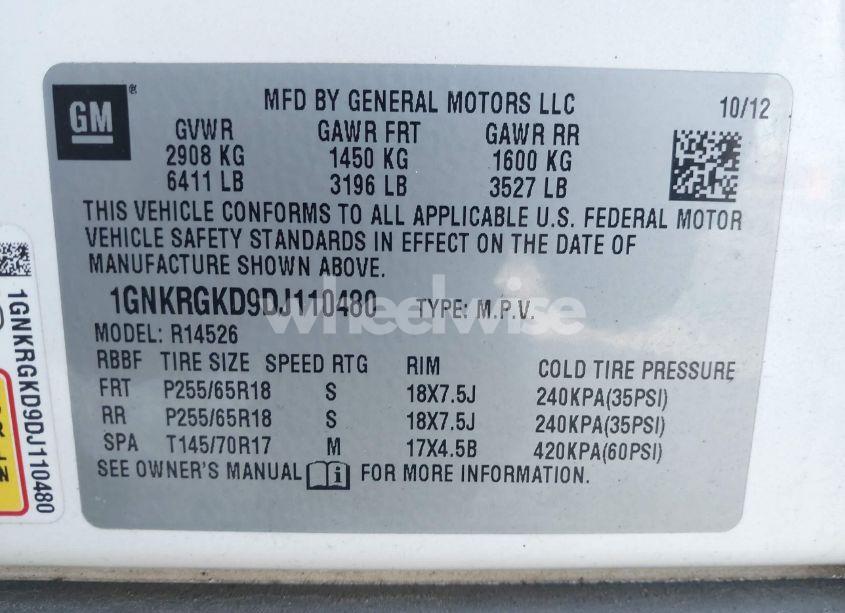 GM ®
MFD BY GENERAL MOTORS LLC 10/12
GVWR GAWR FRT GAWR RR
2908 KG 1450 KG 1600 KG
6411 LB 3196 LB 3527 LB
THIS VEHICLE CONFORMS TO ALL APPLICABLE U.S. FEDERAL MOTOR
VEHICLE SAFETY STANDARDS IN EFFECT ON THE DATE OF
MANUFACTURE SHOWN ABOVE.
1GNKRGKD9DJ110480 TYPE: M.P.V.
wheelwise
MODEL: R14526
RBBF TIRE SIZE SPEED RTG RIM COLD TIRE PRESSURE
FRT P255/65R18 S 18X7.5J 240KPA(35PSI)
RR P255/65R18 S 18X7.5J 240KPA(35PSI)
SPA T145/70R17 M 17X4.5B 420KPA(60PSI)
SEE OWNER'S MANUAL i FOR MORE INFORMATION.
1GNKRGKD9DJ110480